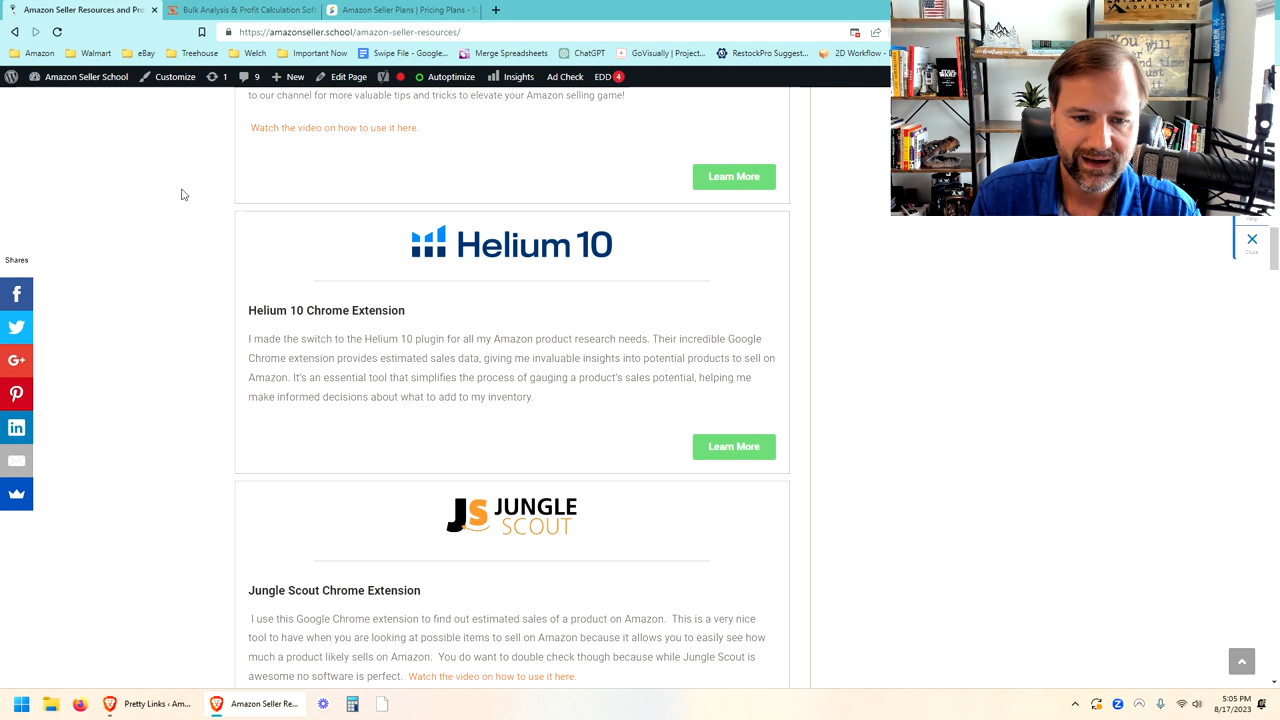 Amazon Seller Resources and Pro
Bulk Analysis & Profit Calculation Soft
Amazon Seller Plans | Pricing Plans - S
https://amazonseller.school/amazon-seller-resources/
Amazon
Walmart
eBay
Treehouse
Webs
Important Now
Swipe File - Google...
Merge Spreadsheets
ChatGPT
GoVisually | Project...
RestockProj:Suggest...
2D Workflow -
Amazon Seller School
Customize
1
9
New
Edit Page
Autoptimize
Insights
Ad Check
EDD 4
to our channel for more valuable tips and tricks to elevate your Amazon selling game!
Watch the video on how to use it here.
Learn More
Helium 10
Helium 10 Chrome Extension
I made the switch to the Helium 10 plugin for all my Amazon product research needs. Their incredible Google
Chrome extension provides estimated sales data, giving me invaluable insights into potential products to sell on
Amazon. It's an essential tool that simplifies the process of gauging a product's sales potential, helping me
make informed decisions about what to add to my inventory.
Learn More
JS JUNGLE
SCOUT
Jungle Scout Chrome Extension
I use this Google Chrome extension to find out estimated sales of a product on Amazon. This is a very nice
tool to have when you are looking at possible items to sell on Amazon because it allows you to easily see how
much a product likely sells on Amazon. You do want to double check though because while Jungle Scout is
awesome no software is perfect. Watch the video on how to use it here.
Shares
Help
Close
ADVENTURE
You will
time
STAR
WARS
Pretty Links ‹ Am...
Amazon Seller Re...
5:05 PM
8/17/2023